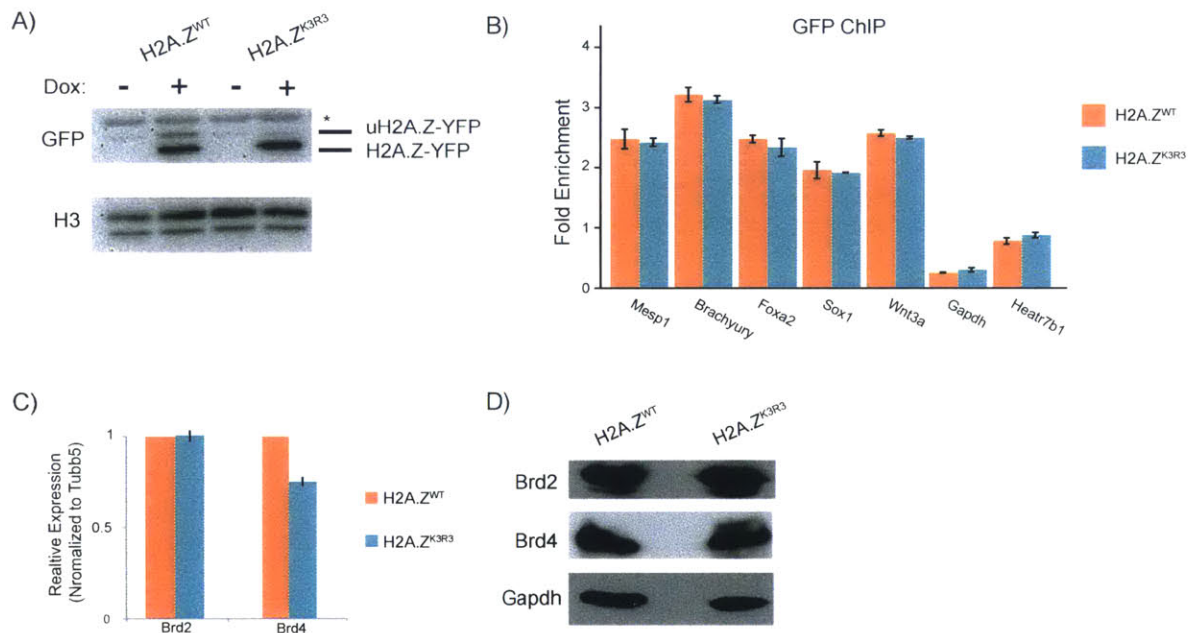 A)
H2A.Z^WT H2A.Z^K3R3
Dox: - + - +
GFP
*
uH2A.Z-YFP
H2A.Z-YFP
H3
B)
GFP ChIP
Fold Enrichment
4
3
2
1
0
Mesp1 Brachyury Foxa2 Sox1 Wnt3a Gapdh Heatr7b1
H2A.Z^WT
H2A.Z^K3R3
C)
Realtive Expression
(Nromalized to Tubb5)
1
0.5
0
Brd2 Brd4
H2A.Z^WT
H2A.Z^K3R3
D)
H2A.Z^WT H2A.Z^K3R3
Brd2
Brd4
Gapdh